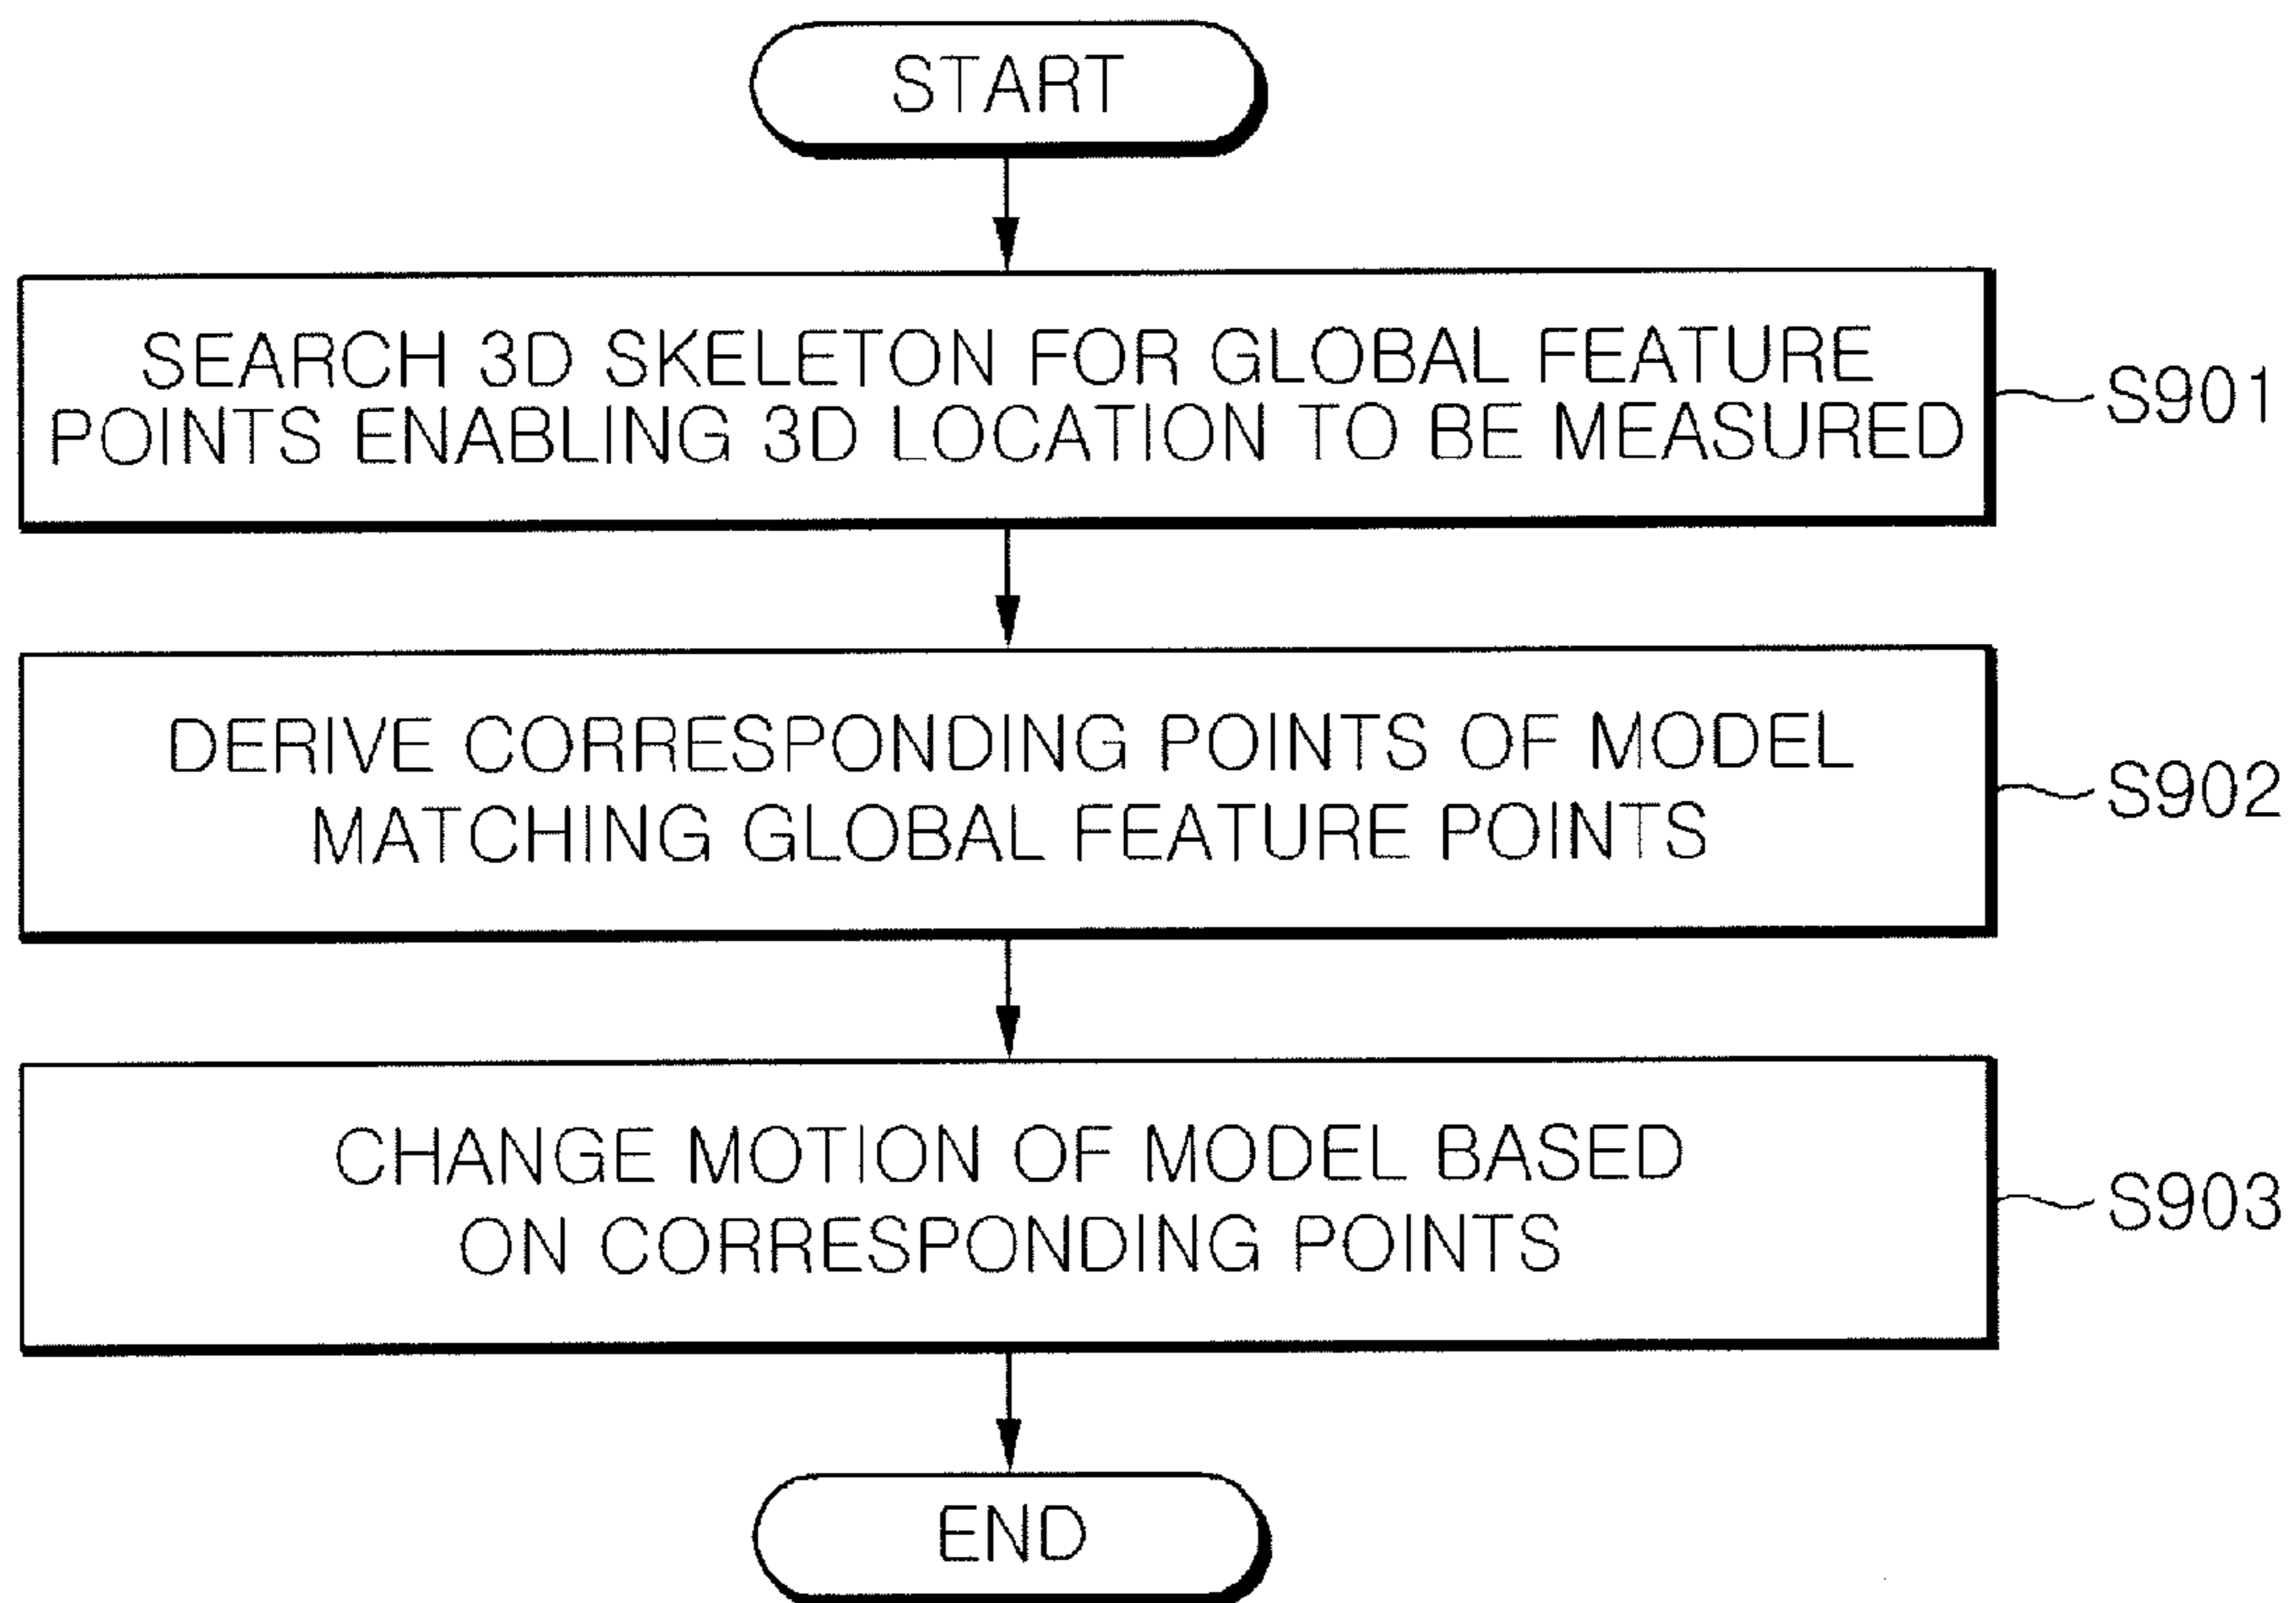 START
SEARCH 3D SKELETON FOR GLOBAL FEATURE
POINTS ENABLING 3D LOCATION TO BE MEASURED
S901
DERIVE CORRESPONDING POINTS OF MODEL
MATCHING GLOBAL FEATURE POINTS
S902
CHANGE MOTION OF MODEL BASED
ON CORRESPONDING POINTS
S903
END